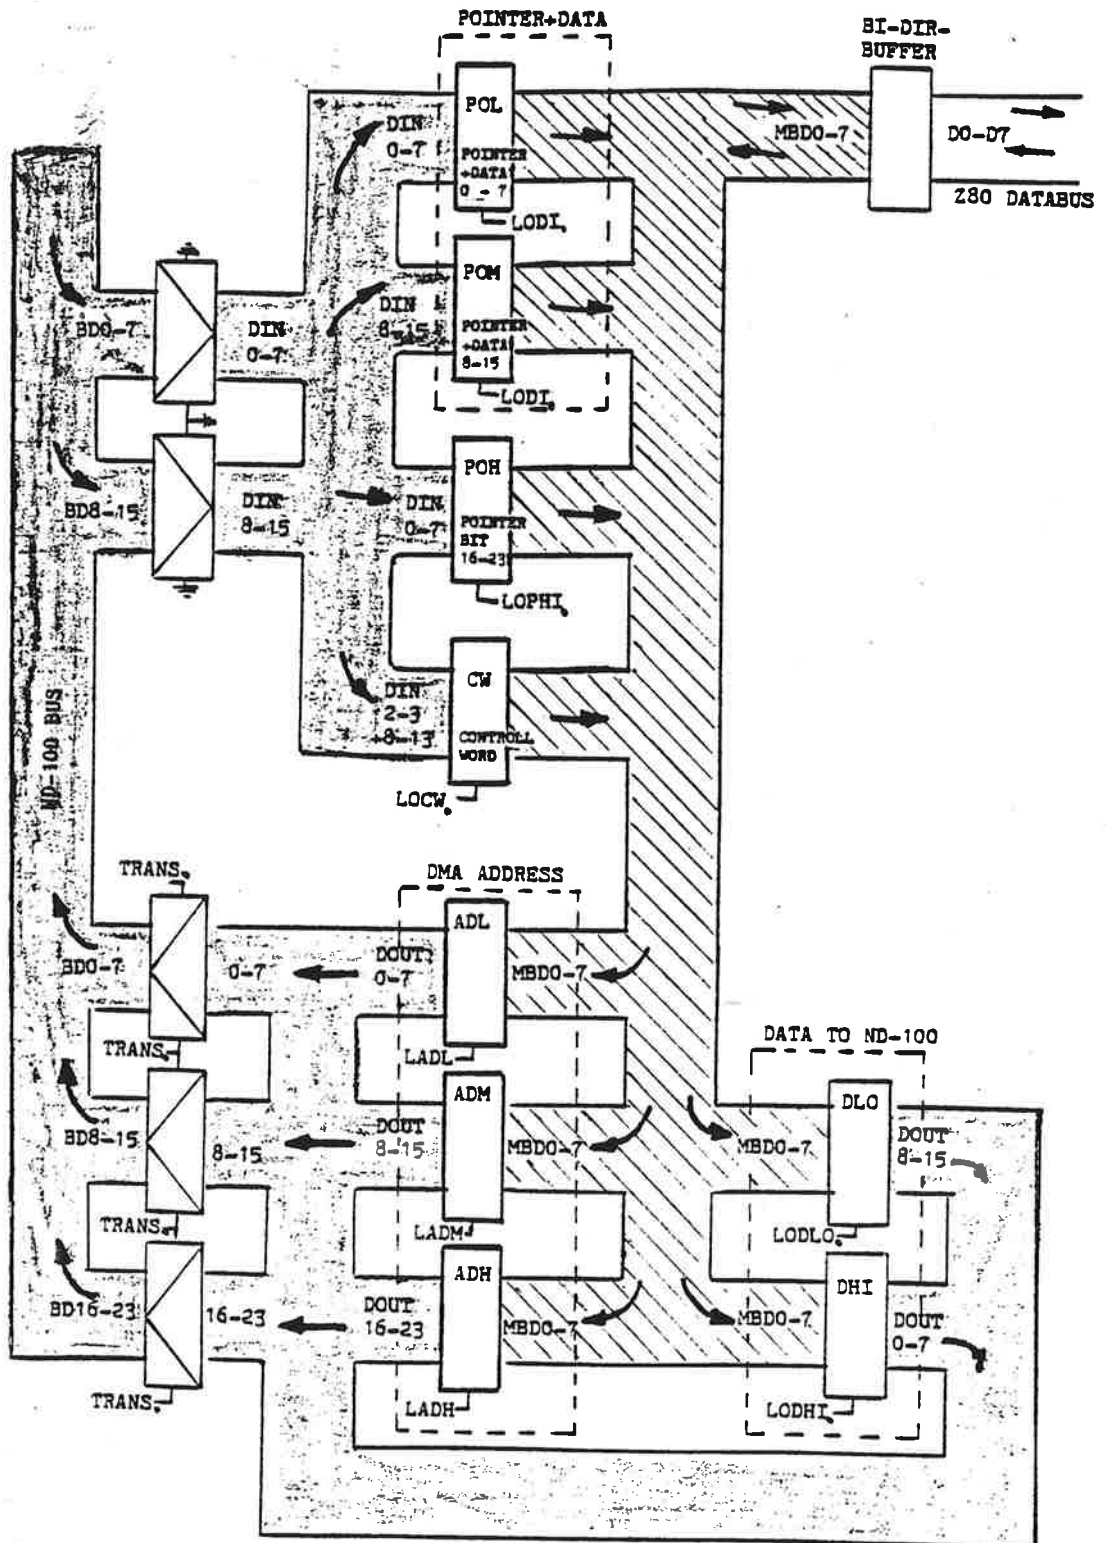 POINTER+DATA
BI-DIR-
BUFFER
POL
POINTER
+DATA
0 - 7
DIN
0-7
LODI.
MBD0-7
D0-D7
Z80 DATABUS
POM
POINTER
+DATA
8-15
DIN
8-15
LODI.
BD0-7
DIN
0-7
BD8-15
DIN
8-15
POH
POINTER
BIT
16-23
DIN
0-7
LOPHI.
CW
CONTROLL
WORD
DIN
2-3
+8-13
LOCW.
ND-100 BUS
TRANS.
DMA ADDRESS
ADL
BD0-7
0-7
DOUT
0-7
MBD0-7
TRANS.
LADL
DATA TO ND-100
ADM
DLO
BD8-15
8-15
DOUT
8-15
MBD0-7
MBD0-7
DOUT
8-15
TRANS.
LADM
LODLO.
ADH
DHI
BD16-23
16-23
DOUT
16-23
MBD0-7
MBD0-7
DOUT
0-7
TRANS.
LADH
LODHI.